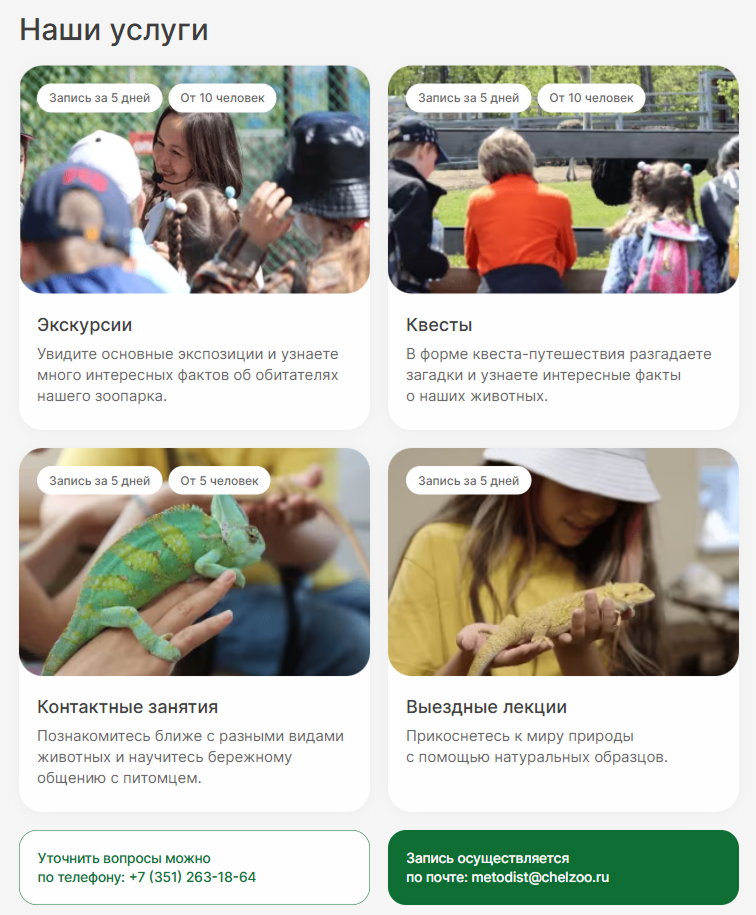 Наши услуги
Запись за 5 дней
От 10 человек
Запись за 5 дней
От 10 человек
Экскурсии
Увидите основные экспозиции и узнаете
много интересных фактов об обитателях
нашего зоопарка.
Квесты
В форме квеста-путешествия разгадаете
загадки и узнаете интересные факты
о наших животных.
Запись за 5 дней
От 5 человек
Запись за 5 дней
Контактные занятия
Познакомитесь ближе с разными видами
животных и научитесь бережному
общению с питомцем.
Выездные лекции
Прикоснетесь к миру природы
с помощью натуральных образцов.
Уточнить вопросы можно
по телефону: +7 (351) 263-18-64
Запись осуществляется
по почте: metodist@chelzoo.ru